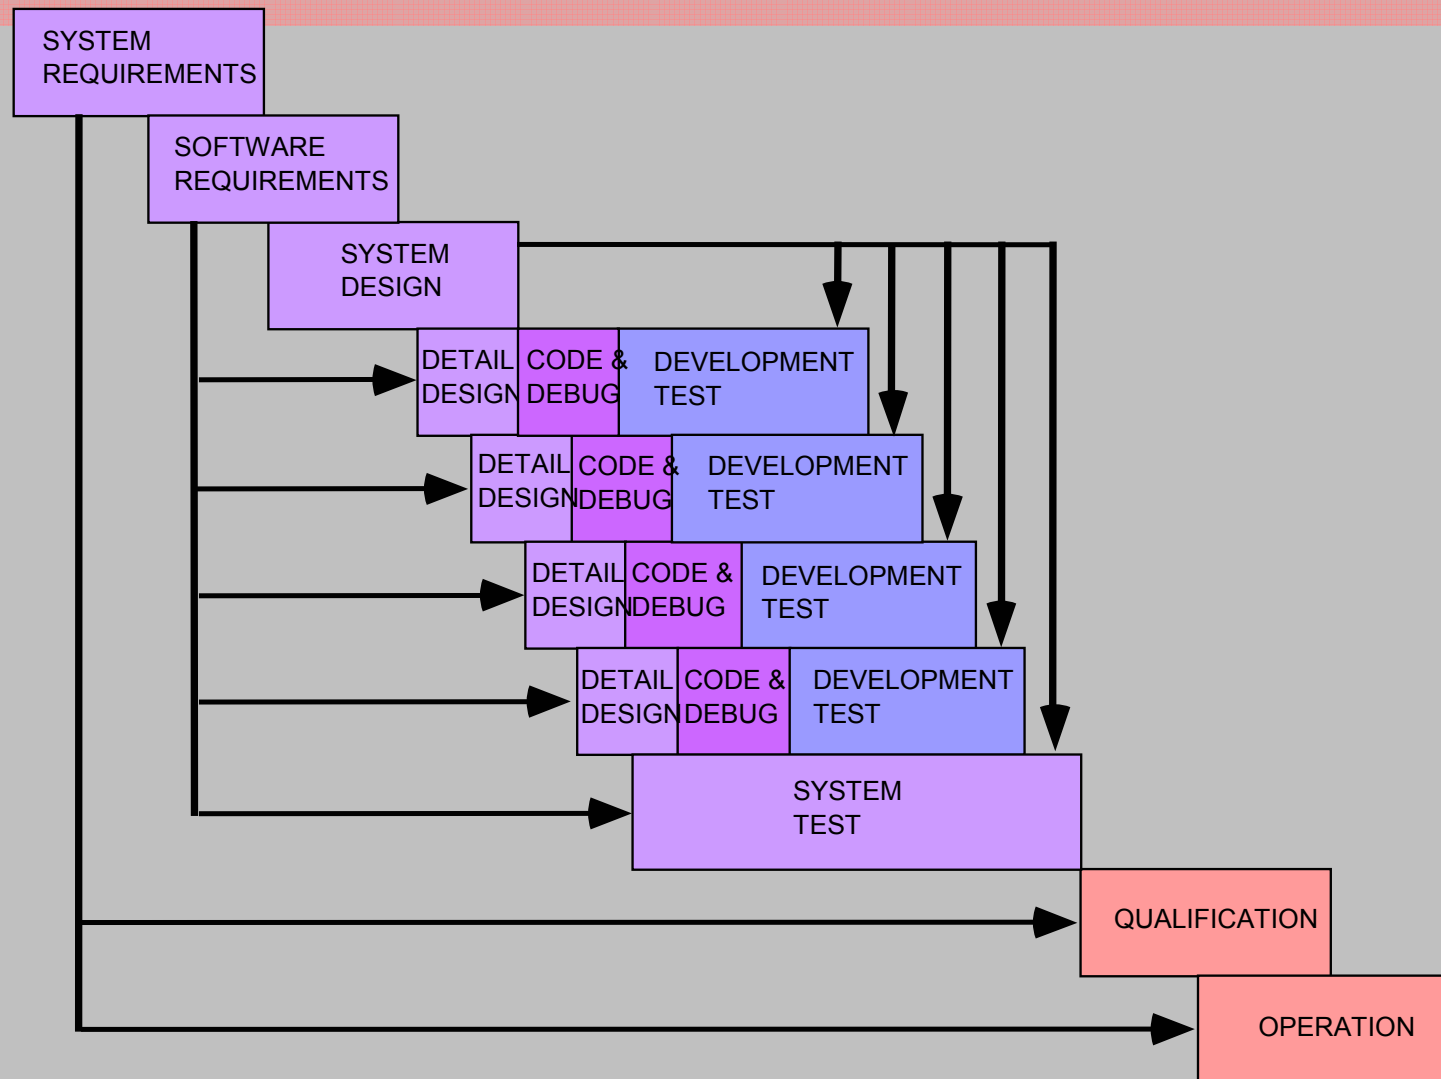 SYSTEM
REQUIREMENTS
SOFTWARE
REQUIREMENTS
SYSTEM
DESIGN
DETAIL
DESIGN
CODE &
DEBUG
DEVELOPMENT
TEST
DETAIL
DESIGN
CODE &
DEBUG
DEVELOPMENT
TEST
DETAIL
DESIGN
CODE &
DEBUG
DEVELOPMENT
TEST
DETAIL
DESIGN
CODE &
DEBUG
DEVELOPMENT
TEST
SYSTEM
TEST
QUALIFICATION
OPERATION